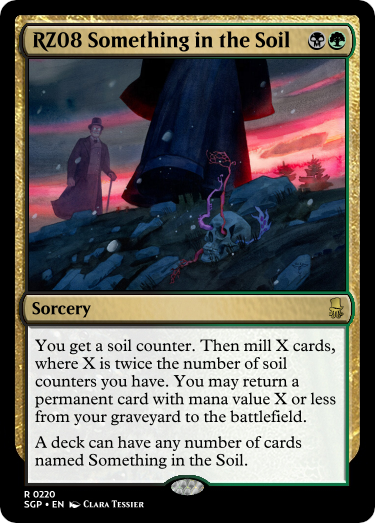 RZ08 Something in the Soil
Sorcery
You get a soil counter. Then mill X cards,
where X is twice the number of soil
counters you have. You may return a
permanent card with mana value X or less
from your graveyard to the battlefield.
A deck can have any number of cards
named Something in the Soil.
R 0220
SGP • EN Clara Tessier